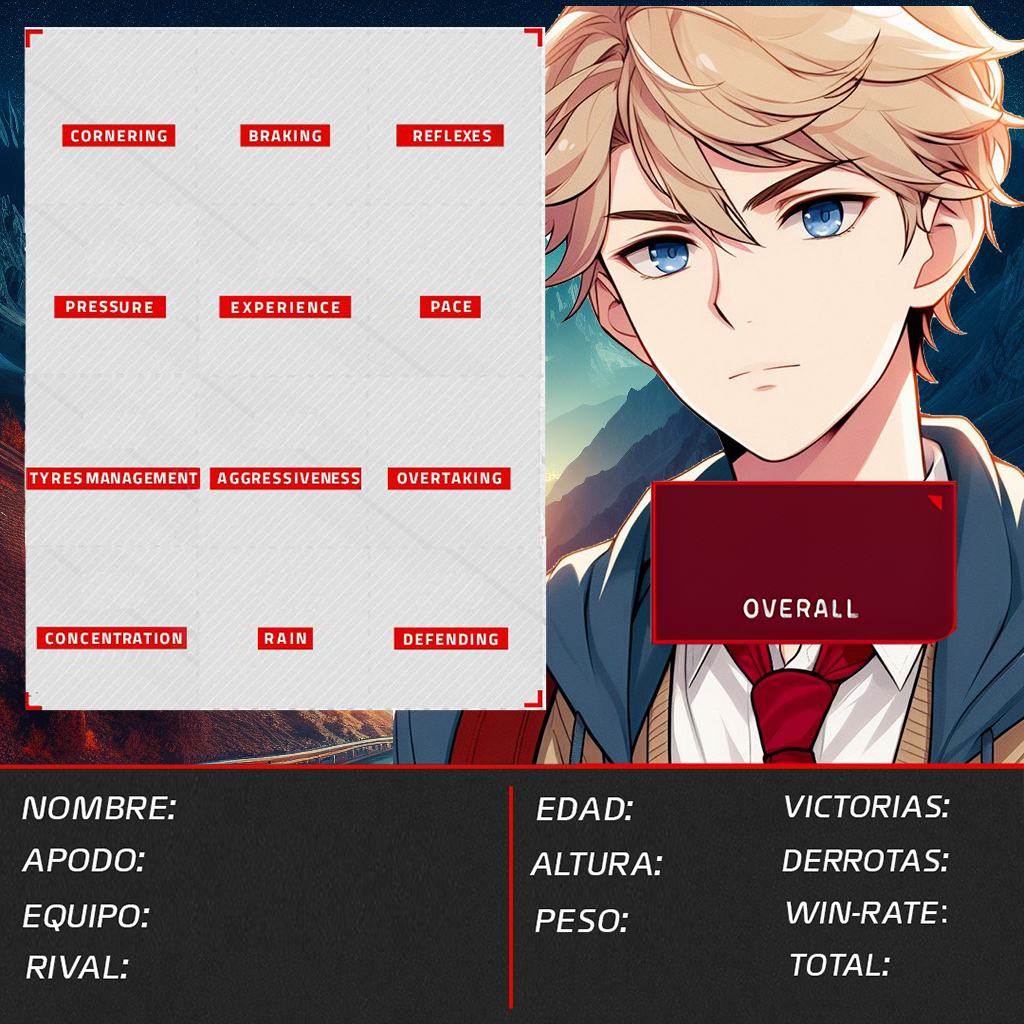 CORNERING BRAKING REFLEXES
PRESSURE EXPERIENCE PACE
TYRES MANAGEMENT AGGRESSIVENESS OVERTAKING
CONCENTRATION RAIN DEFENDING
OVERALL
NOMBRE:
APODO:
EQUIPO:
RIVAL:
EDAD:
ALTURA:
PESO:
VICTORIAS:
DERROTAS:
WIN-RATE:
TOTAL: